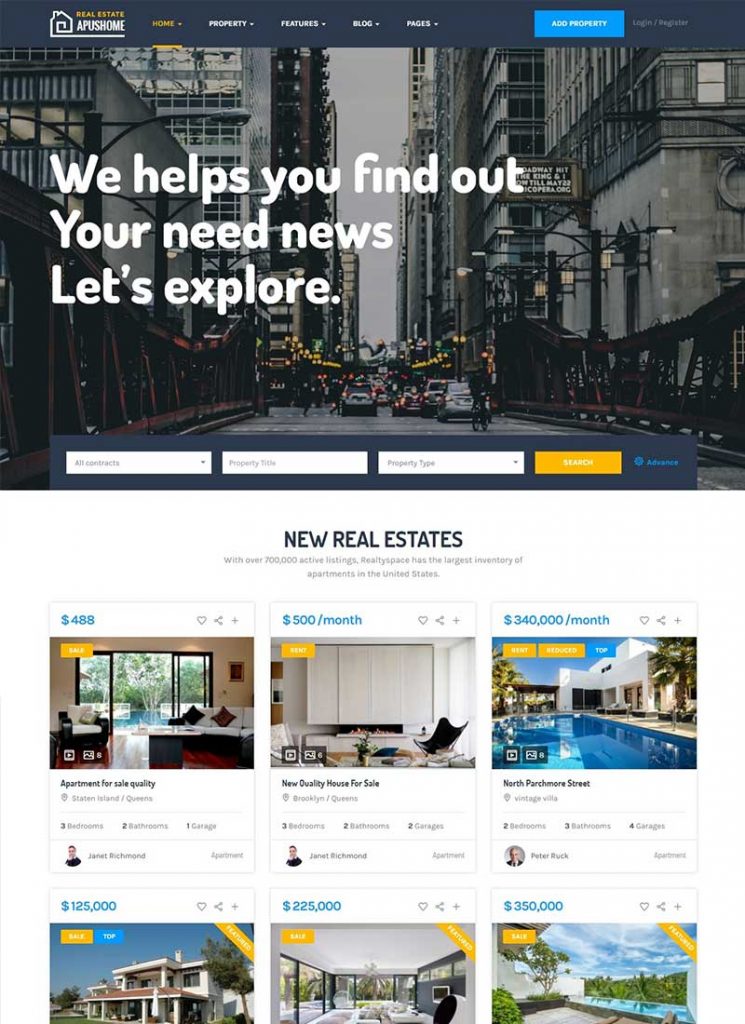 REAL ESTATE
APUSHOME
HOME
PROPERTY
FEATURES
BLOG
PAGES
ADD PROPERTY
Login / Register
We helps you find out
Your need news
Let's explore.
All contracts
Property Title
Property Type
SEARCH
Advance
NEW REAL ESTATES
With over 700,000 active listings, Realtyspace has the largest inventory of
apartments in the United States.
$ 488
$ 500 /month
$ 340,000 /month
SALE
RENT
RENT REDUCED TOP
8
6
8
Apartment for sale quality
New Quality House For Sale
North Parchmore Street
Staten Island / Queens
Brooklyn / Queens
vintage villa
3 Bedrooms 2 Bathrooms 1 Garage
3 Bedrooms 2 Bathrooms 2 Garages
2 Bedrooms 3 Bathrooms 4 Garages
Janet Richmond Apartment
Janet Richmond Apartment
Peter Ruck Apartment
$ 125,000
$ 225,000
$ 350,000
SALE TOP FEATURED
SALE FEATURED
SALE FEATURED